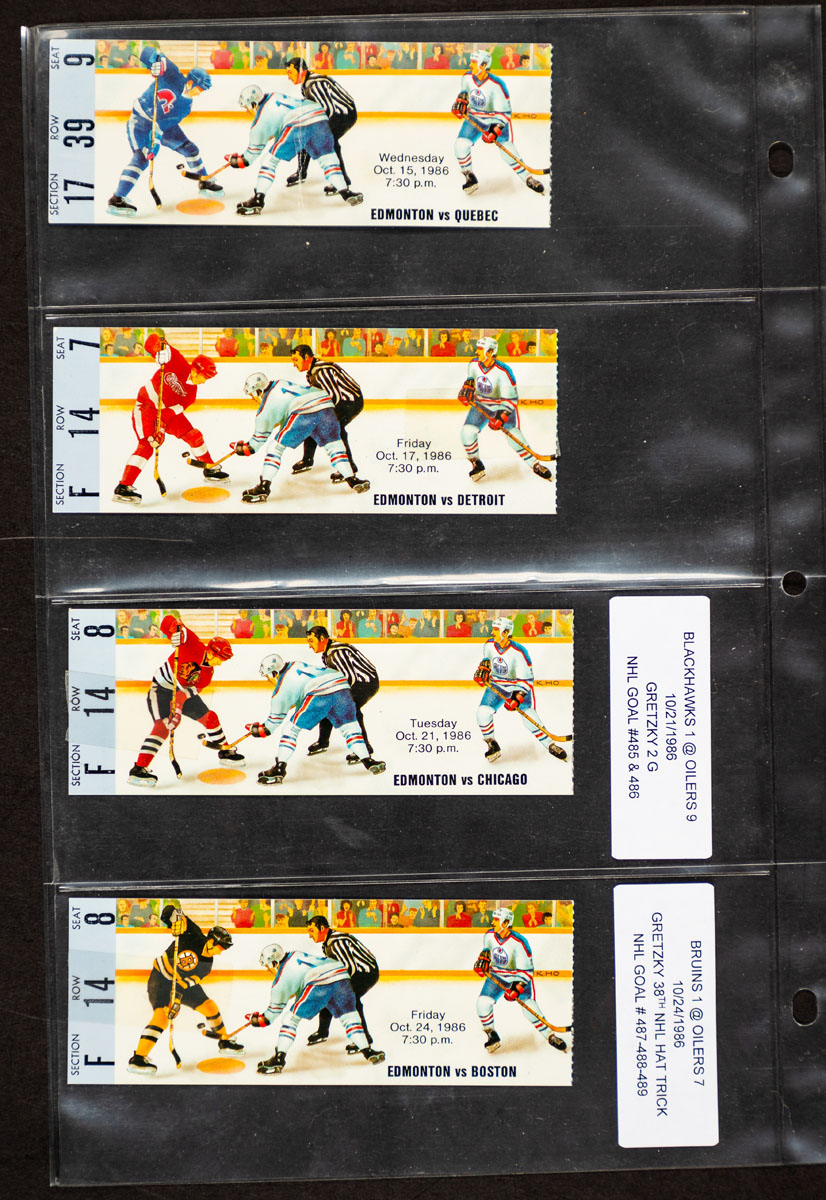 SECTION 17 ROW 39 SEAT 9
Wednesday
Oct. 15, 1986
7:30 p.m.
EDMONTON vs QUEBEC
K HO
SECTION F ROW 14 SEAT 7
Friday
Oct. 17, 1986
7:30 p.m.
EDMONTON vs DETROIT
K HO
SECTION F ROW 14 SEAT 8
Tuesday
Oct. 21, 1986
7:30 p.m.
EDMONTON vs CHICAGO
K HO
BLACKHAWKS 1 @ OILERS 9
10/21/1986
GRETZKY 2 G
NHL GOAL #485 & 486
SECTION F ROW 14 SEAT 8
Friday
Oct. 24, 1986
7:30 p.m.
EDMONTON vs BOSTON
K HO
BRUINS 1 @ OILERS 7
10/24/1986
GRETZKY 38TH NHL HAT TRICK
NHL GOAL # 487-488-489